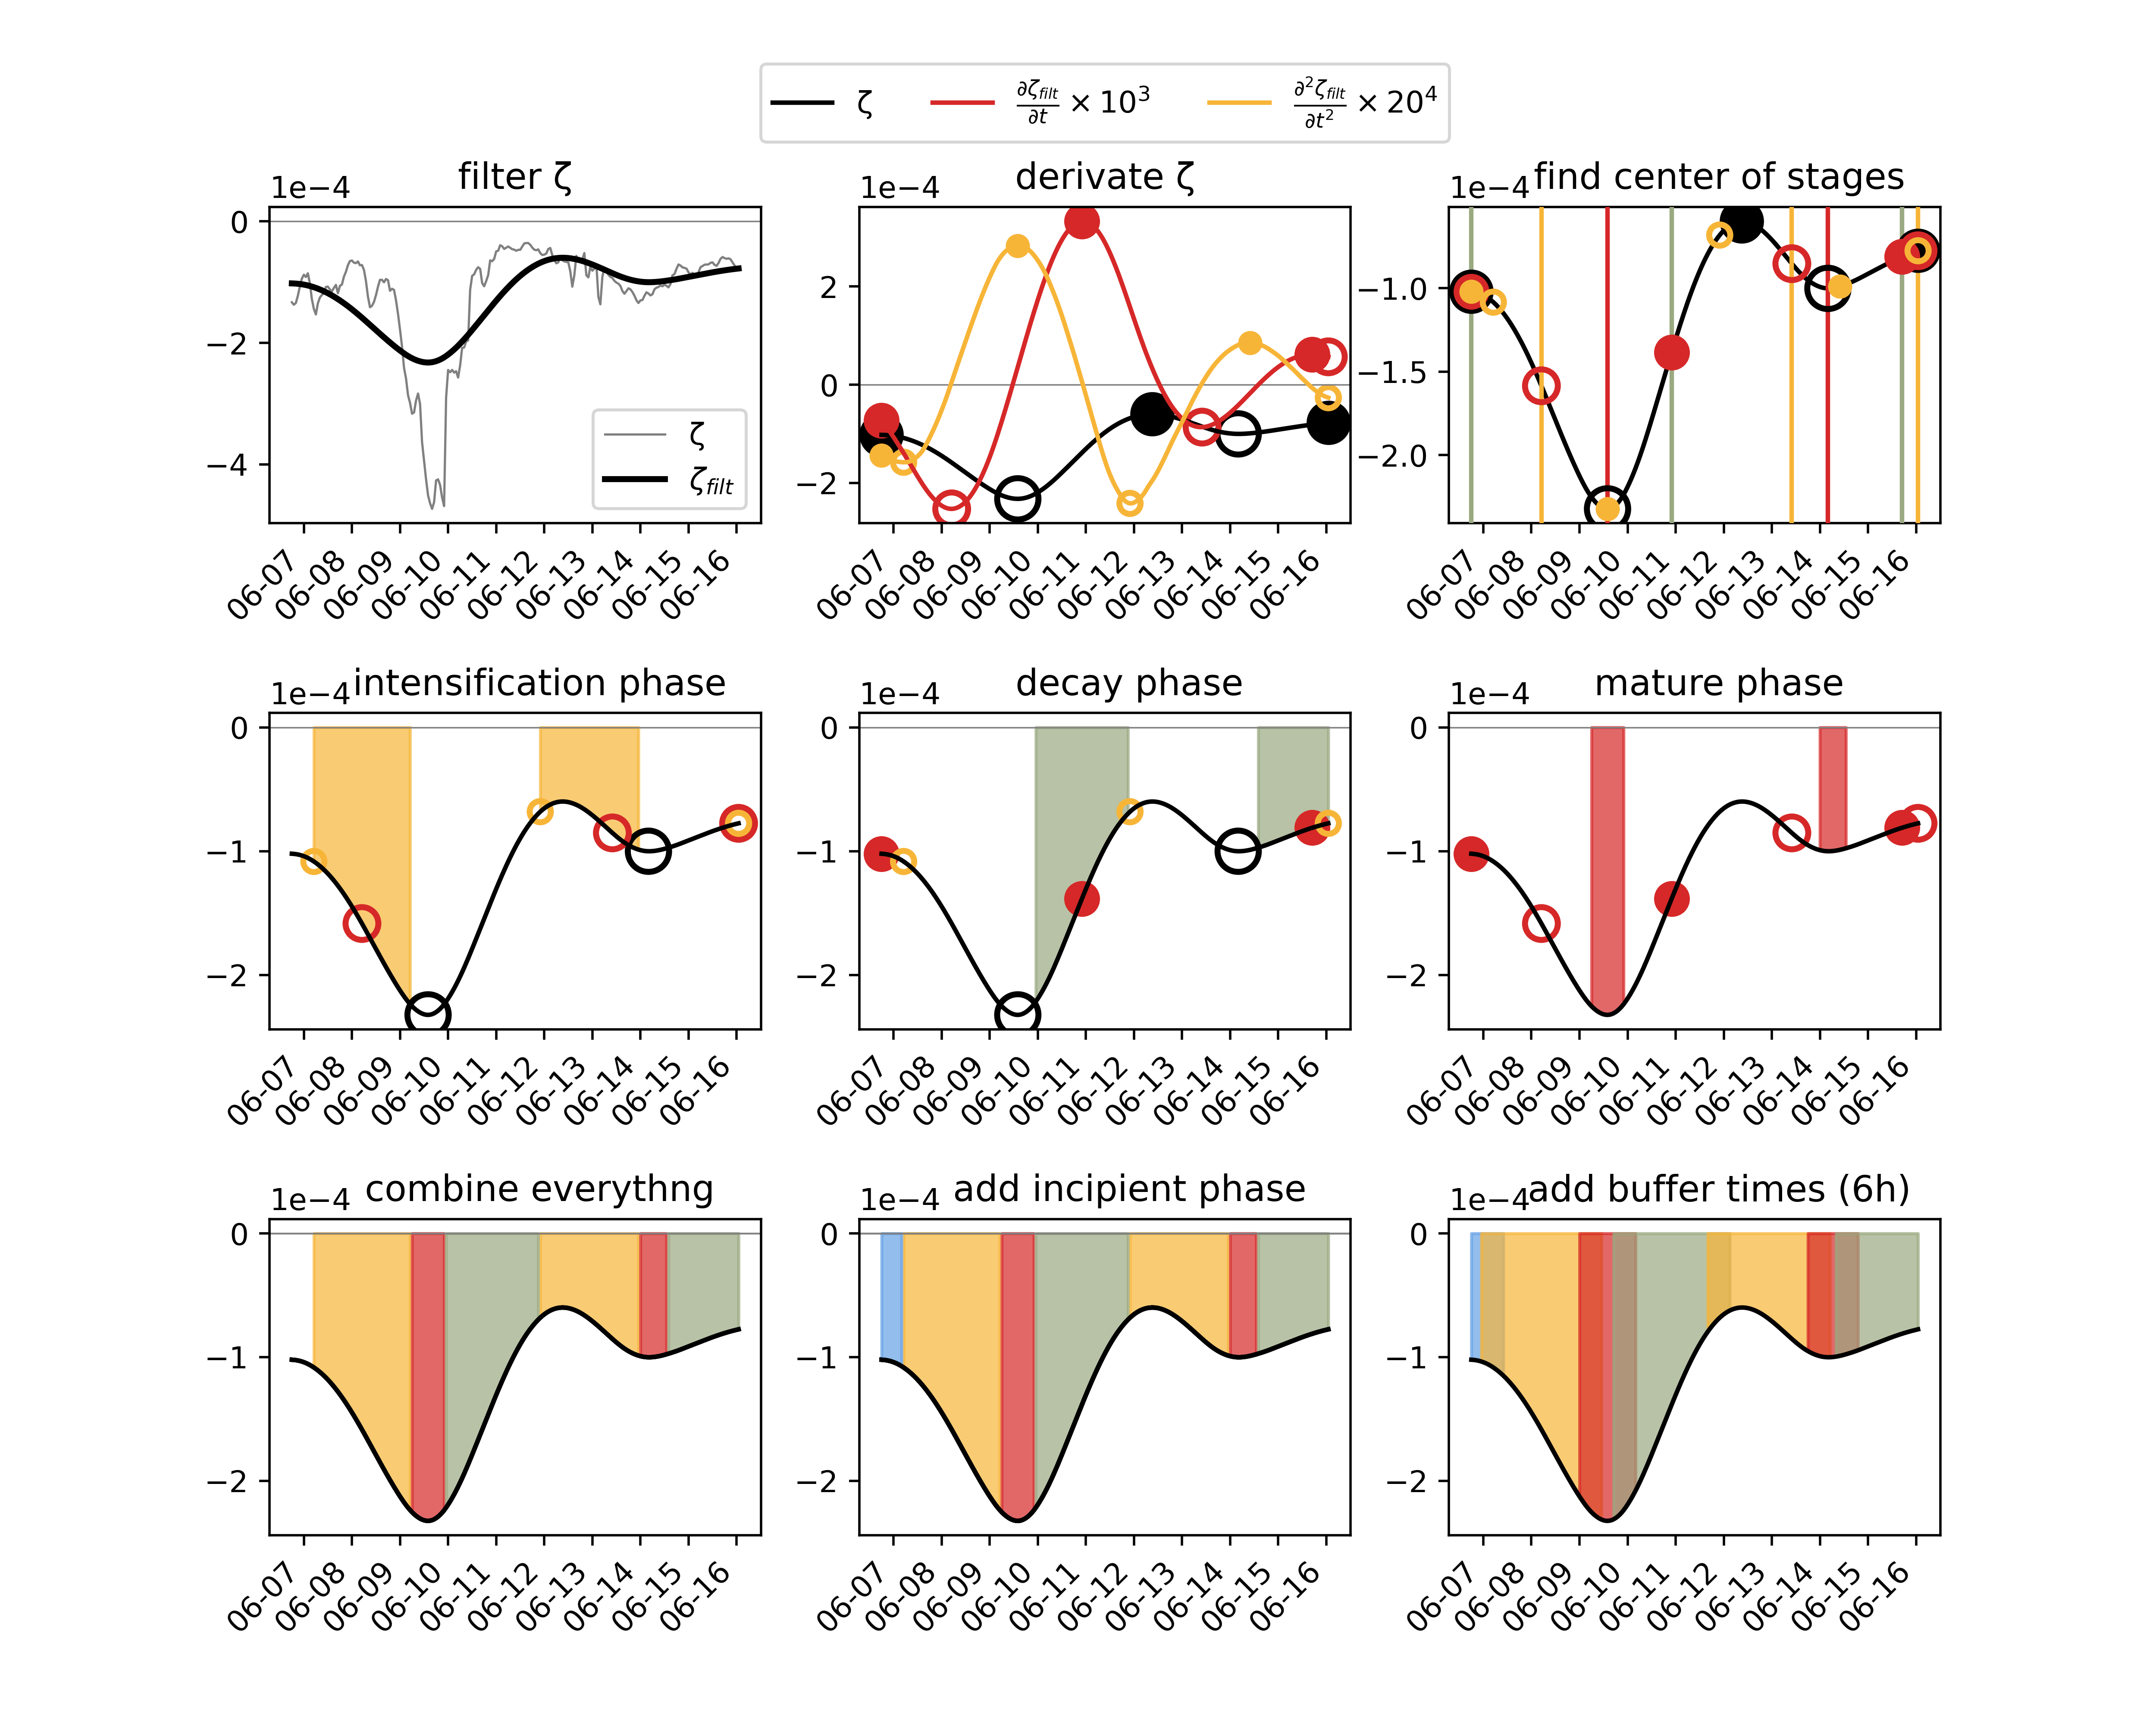 ζ ∂ζfilt/∂t × 10³ ∂²ζfilt/∂t² × 20⁴
filter ζ
1e−4
0
−2
−4
ζ
ζfilt
06-07 06-08 06-09 06-10 06-11 06-12 06-13 06-14 06-15 06-16
derivate ζ
1e−4
2
0
−2
06-07 06-08 06-09 06-10 06-11 06-12 06-13 06-14 06-15 06-16
find center of stages
1e−4
−1.0
−1.5
−2.0
06-07 06-08 06-09 06-10 06-11 06-12 06-13 06-14 06-15 06-16
intensification phase
1e−4
0
−1
−2
06-07 06-08 06-09 06-10 06-11 06-12 06-13 06-14 06-15 06-16
decay phase
1e−4
0
−1
−2
06-07 06-08 06-09 06-10 06-11 06-12 06-13 06-14 06-15 06-16
mature phase
1e−4
0
−1
−2
06-07 06-08 06-09 06-10 06-11 06-12 06-13 06-14 06-15 06-16
combine everythng
1e−4
0
−1
−2
06-07 06-08 06-09 06-10 06-11 06-12 06-13 06-14 06-15 06-16
add incipient phase
1e−4
0
−1
−2
06-07 06-08 06-09 06-10 06-11 06-12 06-13 06-14 06-15 06-16
add buffer times (6h)
1e−4
0
−1
−2
06-07 06-08 06-09 06-10 06-11 06-12 06-13 06-14 06-15 06-16